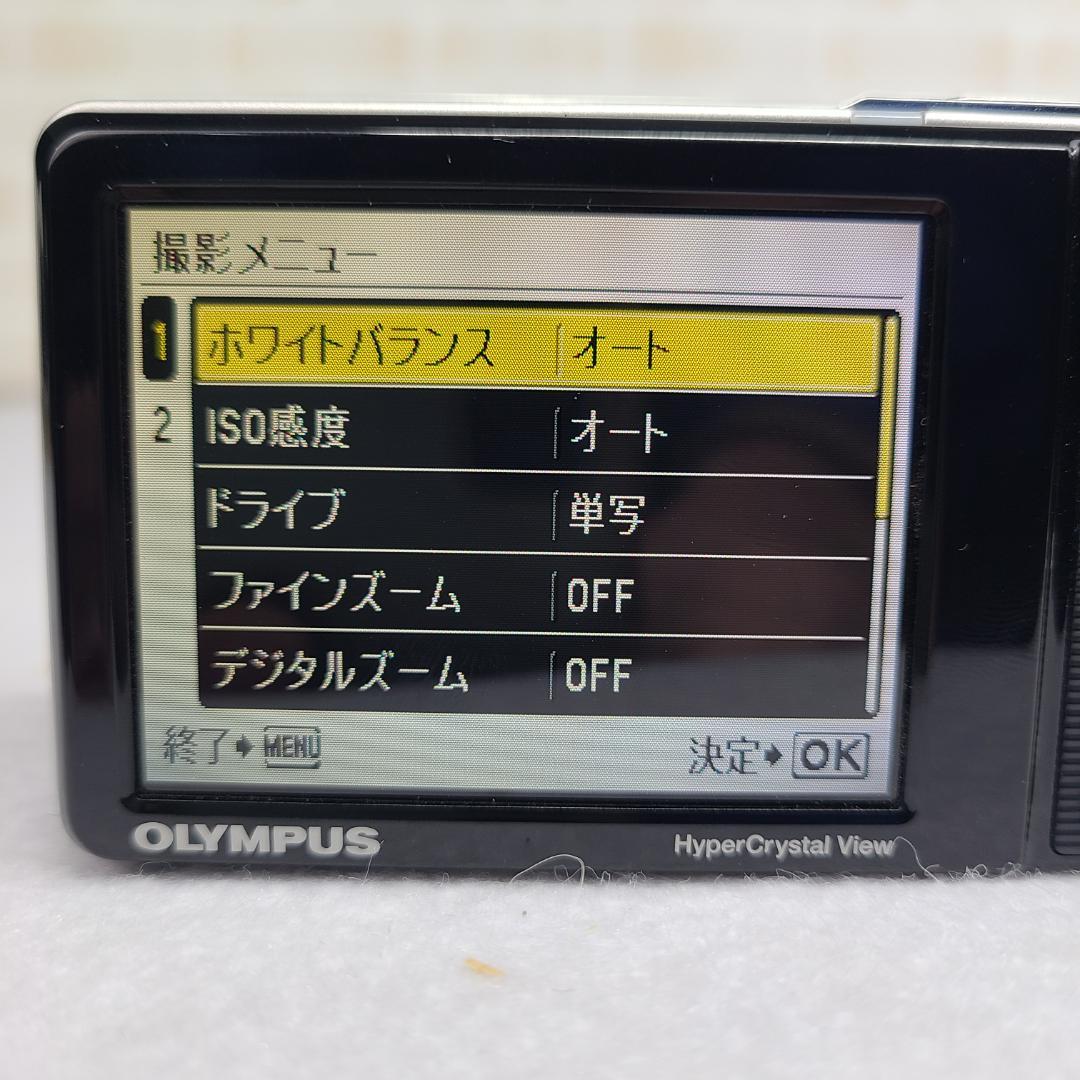 撮影メニュー
1
ホワイトバランス オート
2
ISO感度 オート
ドライブ 単写
ファインズーム OFF
デジタルズーム OFF
終了 MENU 決定 OK
OLYMPUS HyperCrystal View